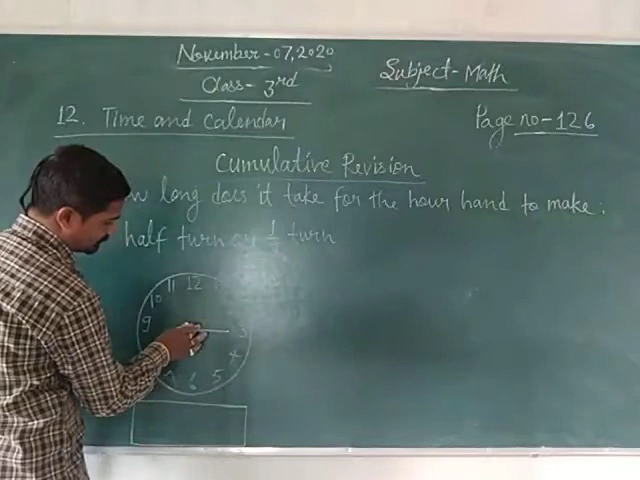 November - 07, 2020
Class - 3rd
Subject - Math
12. Time and Calendar
Page no - 126
Cumulative Revision
long does it take for the hour hand to make:
half turn or 1/2 turn
12
11
10
9
3
4
5
6
7